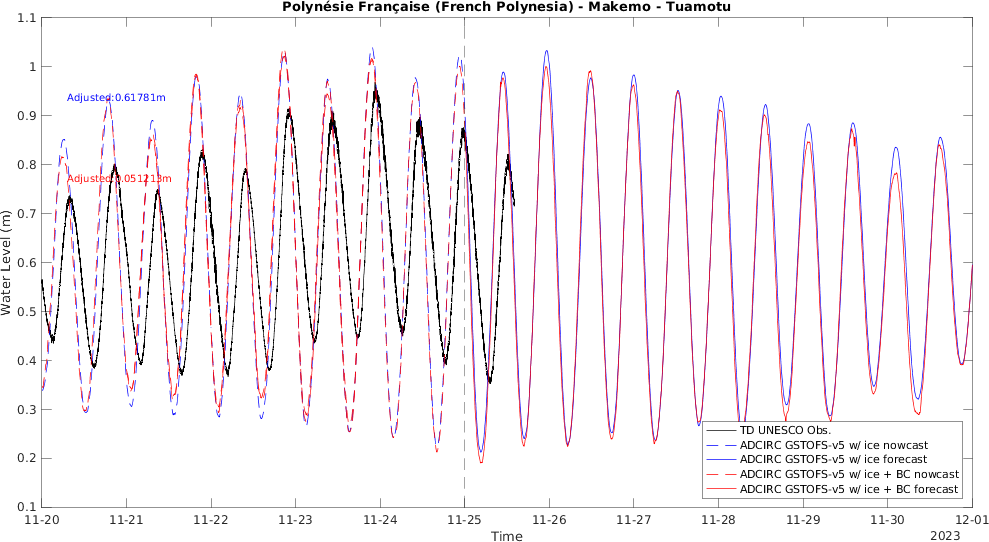 Polynésie Française (French Polynesia) - Makemo - Tuamotu
1.1
1
0.9
0.8
0.7
0.6
0.5
0.4
0.3
0.2
0.1
Water Level (m)
Adjusted:0.61781m
Adjusted:0.051213m
TD UNESCO Obs.
ADCIRC GSTOFS-v5 w/ ice nowcast
ADCIRC GSTOFS-v5 w/ ice forecast
ADCIRC GSTOFS-v5 w/ ice + BC nowcast
ADCIRC GSTOFS-v5 w/ ice + BC forecast
11-20 11-21 11-22 11-23 11-24 11-25 11-26 11-27 11-28 11-29 11-30 12-01
Time
2023